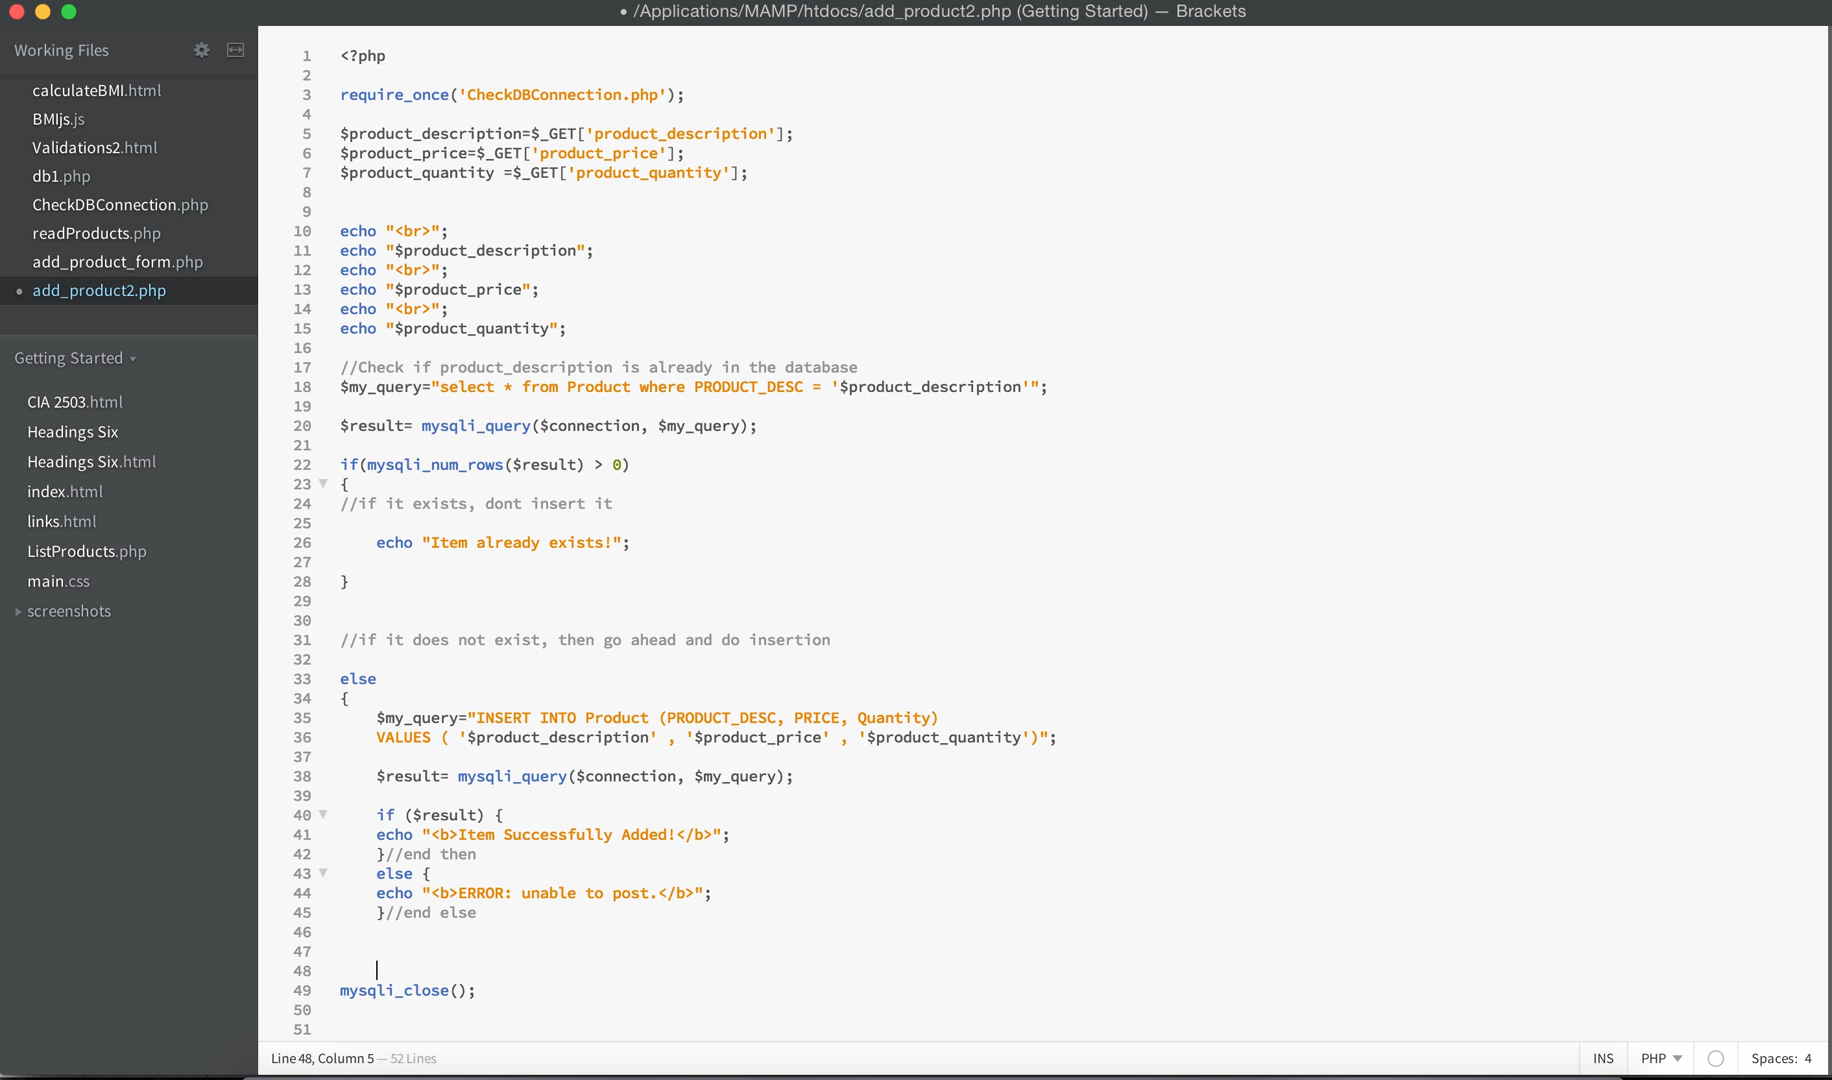 • /Applications/MAMP/htdocs/add_product2.php (Getting Started) — Brackets
Working Files
calculateBMI.html
BMIjs.js
Validations2.html
db1.php
CheckDBConnection.php
readProducts.php
add_product_form.php
• add_product2.php
Getting Started
CIA 2503.html
Headings Six
Headings Six.html
index.html
links.html
ListProducts.php
main.css
screenshots
1 <?php
2
3 require_once('CheckDBConnection.php');
4
5 $product_description=$_GET['product_description'];
6 $product_price=$_GET['product_price'];
7 $product_quantity =$_GET['product_quantity'];
8
9
10 echo "<br>";
11 echo "$product_description";
12 echo "<br>";
13 echo "$product_price";
14 echo "<br>";
15 echo "$product_quantity";
16
17 //Check if product_description is already in the database
18 $my_query="select * from Product where PRODUCT_DESC = '$product_description'";
19
20 $result= mysqli_query($connection, $my_query);
21
22 if(mysqli_num_rows($result) > 0)
23 {
24 //if it exists, dont insert it
25
26 echo "Item already exists!";
27
28 }
29
30
31 //if it does not exist, then go ahead and do insertion
32
33 else
34 {
35 $my_query="INSERT INTO Product (PRODUCT_DESC, PRICE, Quantity)
36 VALUES ( '$product_description' , '$product_price' , '$product_quantity')";
37
38 $result= mysqli_query($connection, $my_query);
39
40 if ($result) {
41 echo "<b>Item Successfully Added!</b>";
42 }//end then
43 else {
44 echo "<b>ERROR: unable to post.</b>";
45 }//end else
46
47
48
49 mysqli_close();
50
51
Line 48, Column 5 — 52 Lines
INS
PHP
Spaces: 4